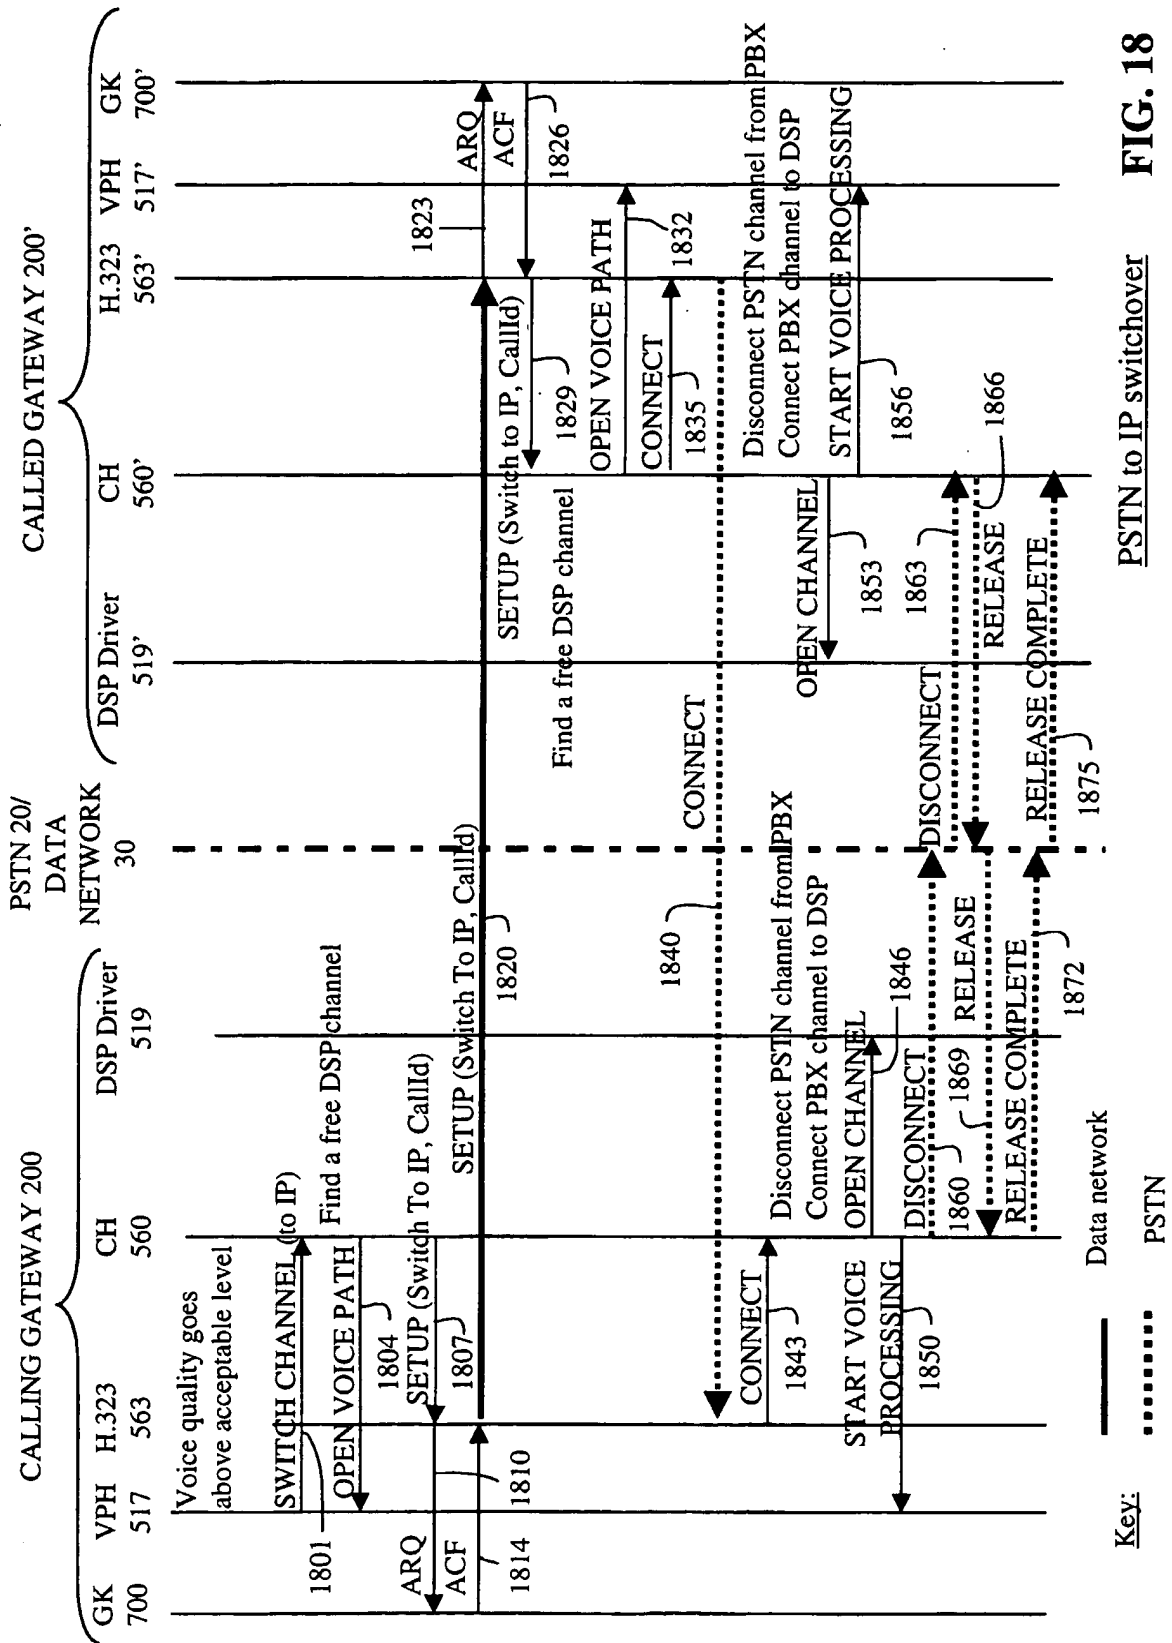 CALLING GATEWAY 200
PSTN 20/
DATA
NETWORK
30
CALLED GATEWAY 200'
GK
700
VPH
517
H.323
563
CH
560
DSP Driver
519
DSP Driver
519'
CH
560'
H.323
563'
VPH
517'
GK
700'
Voice quality goes
above acceptable level
SWITCH CHANNEL (to IP)
1801
Find a free DSP channel
OPEN VOICE PATH
1804
SETUP (Switch To IP, CallId)
1807
ARQ
1810
ACF
1814
SETUP (Switch To IP, CallId)
1820
ARQ
1823
ACF
1826
SETUP (Switch to IP, CallId)
1829
Find a free DSP channel
OPEN VOICE PATH
1832
CONNECT
1835
CONNECT
1840
CONNECT
1843
Disconnect PSTN channel from PBX
Connect PBX channel to DSP
Disconnect PSTN channel from PBX
Connect PBX channel to DSP
OPEN CHANNEL
1846
START VOICE
PROCESSING
1850
OPEN CHANNEL
1853
START VOICE PROCESSING
1856
DISCONNECT
1860
DISCONNECT
1863
RELEASE
1866
RELEASE
1869
RELEASE COMPLETE
1872
RELEASE COMPLETE
1875
Key:
Data network
PSTN
PSTN to IP switchover
FIG. 18